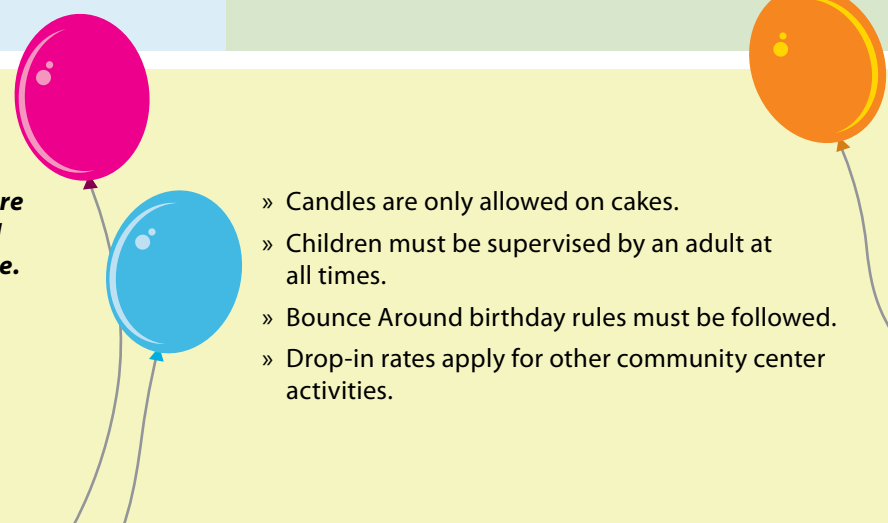 re
e.
» Candles are only allowed on cakes.
» Children must be supervised by an adult at
all times.
» Bounce Around birthday rules must be followed.
» Drop-in rates apply for other community center
activities.